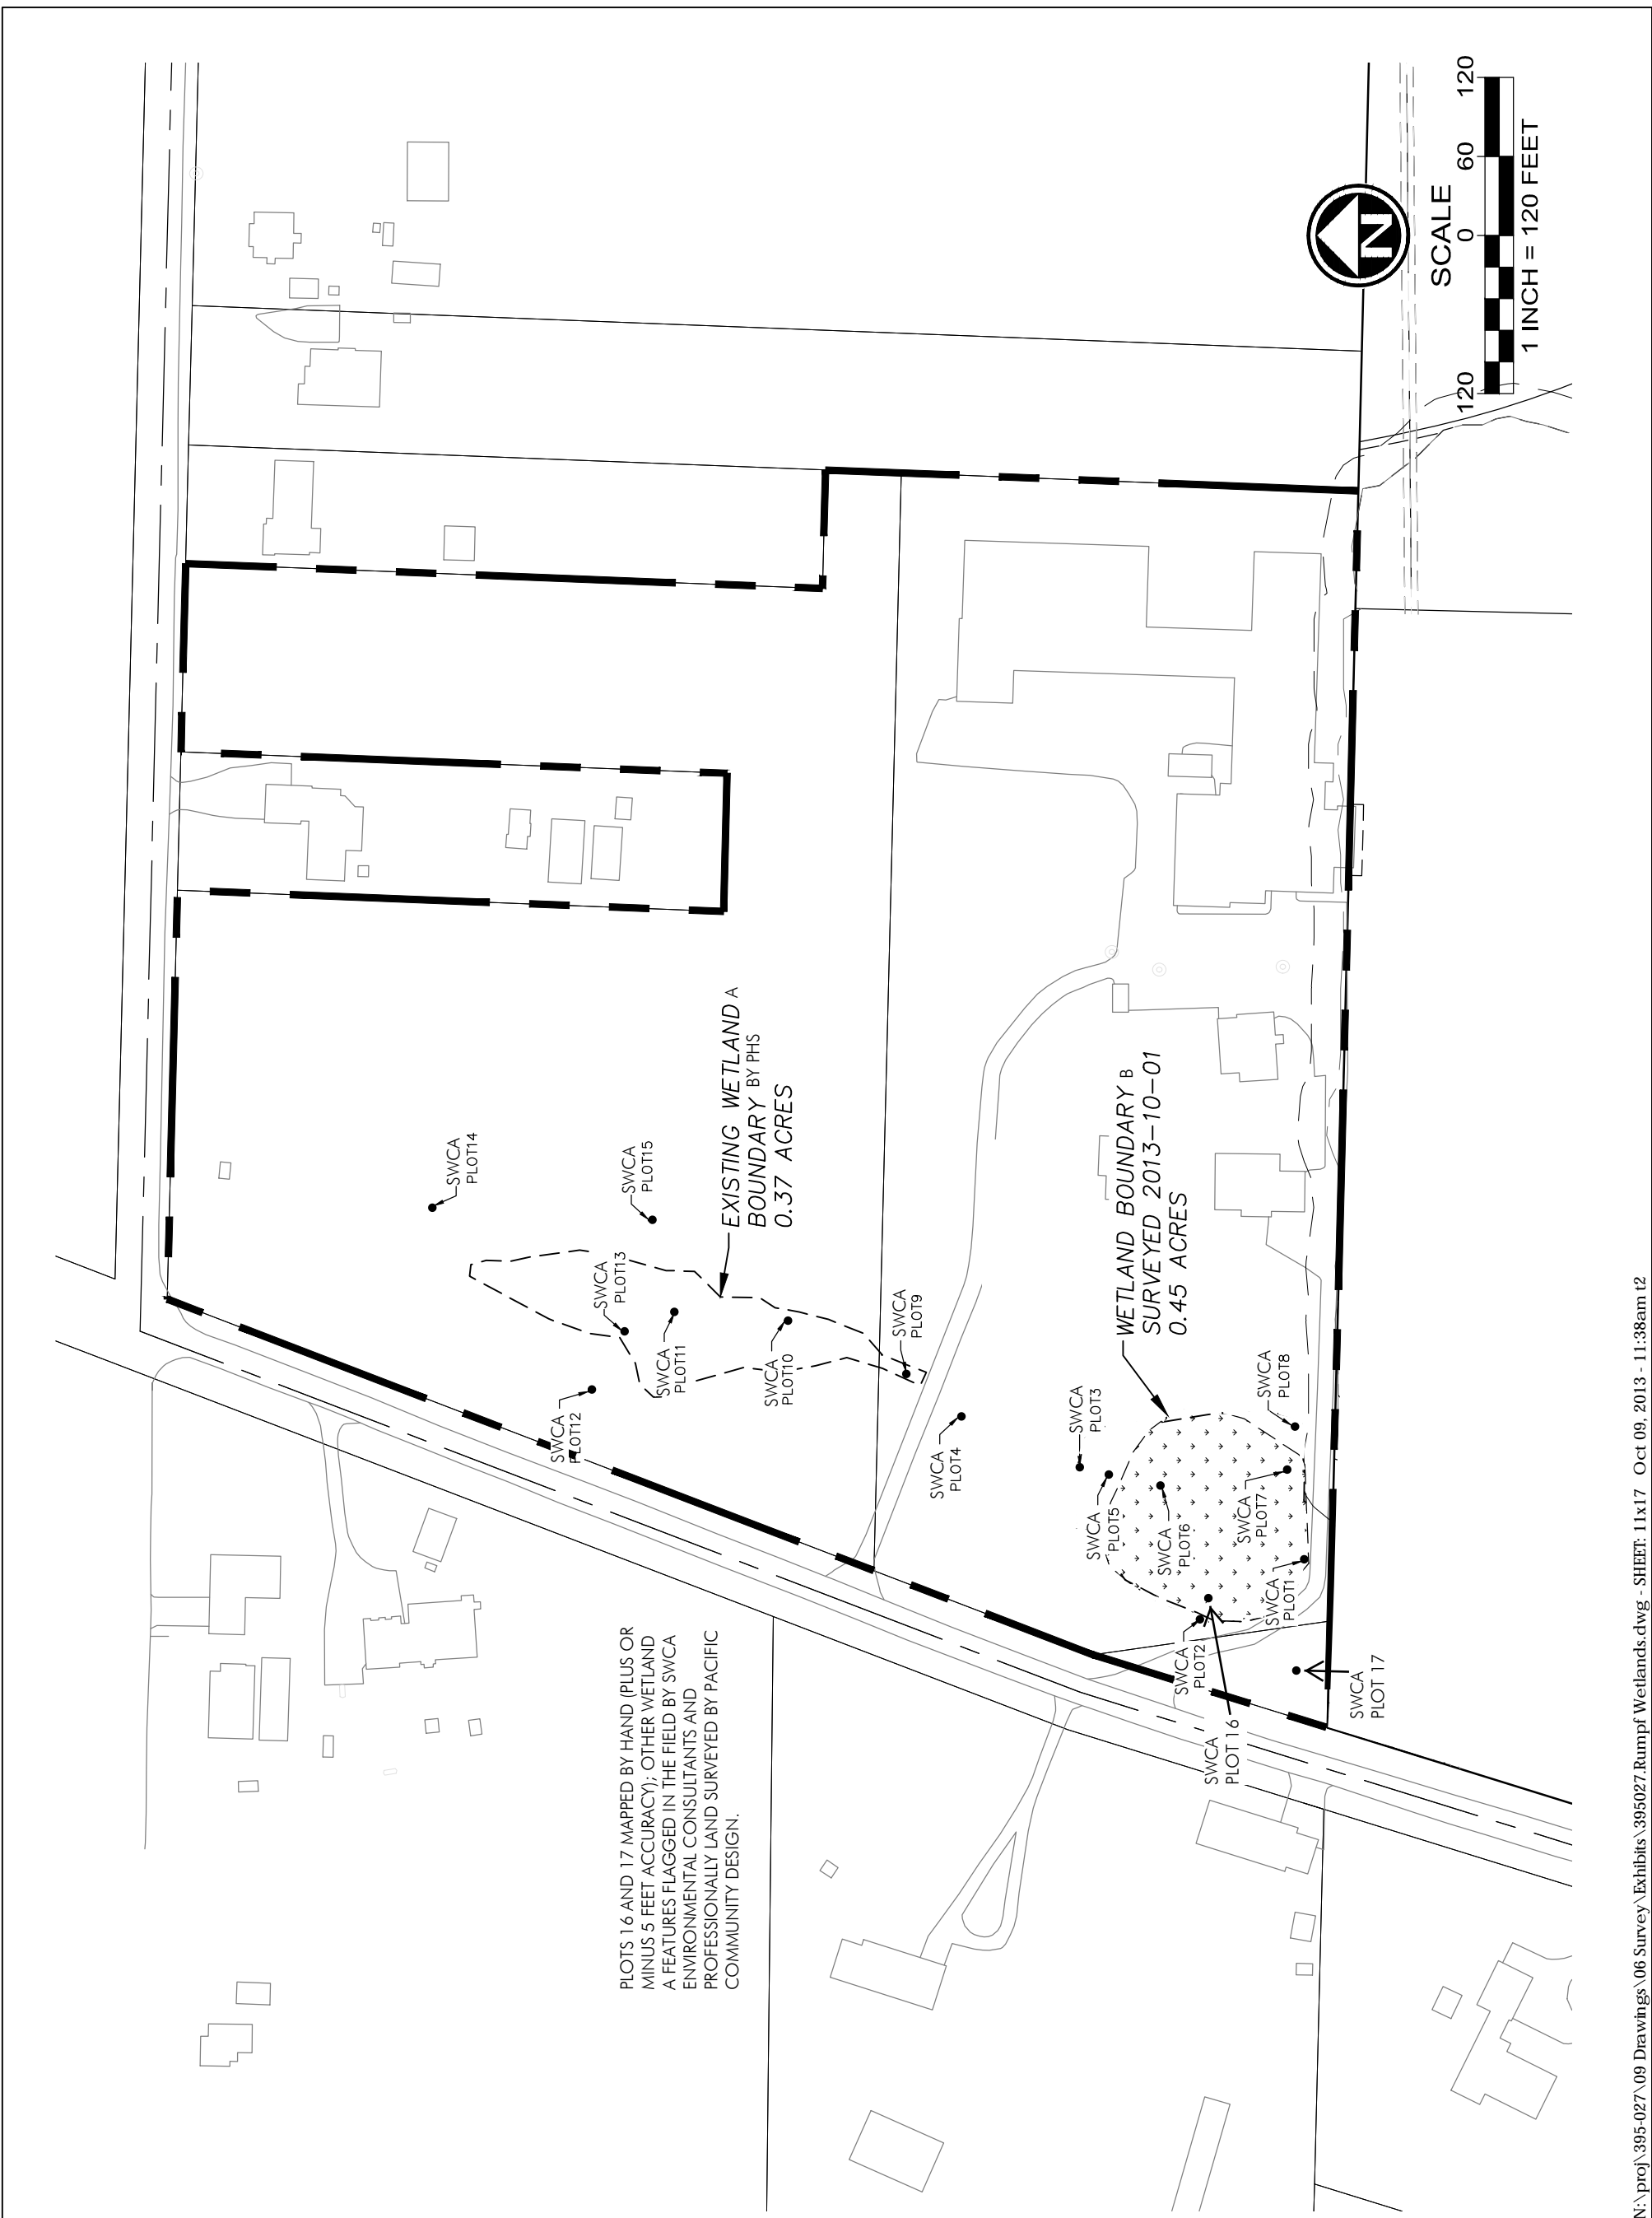 SWCA
PLOT14
SWCA
PLOT15
SWCA
PLOT13
EXISTING WETLAND A
BOUNDARY BY PHS
0.37 ACRES
SWCA
PLOT11
SWCA
PLOT10
SWCA
PLOT12
SWCA
PLOT9
SWCA
PLOT4
WETLAND BOUNDARY B
SURVEYED 2013-10-01
0.45 ACRES
SWCA
PLOT3
SWCA
PLOT8
SWCA
PLOT5
SWCA
PLOT6
SWCA
PLOT7
SWCA
PLOT1
SWCA
PLOT2
SWCA
PLOT 16
SWCA
PLOT 17
PLOTS 16 AND 17 MAPPED BY HAND (PLUS OR
MINUS 5 FEET ACCURACY); OTHER WETLAND
A FEATURES FLAGGED IN THE FIELD BY SWCA
ENVIRONMENTAL CONSULTANTS AND
PROFESSIONALLY LAND SURVEYED BY PACIFIC
COMMUNITY DESIGN.
N
SCALE
120 0 60 120
1 INCH = 120 FEET
N:\proj\395-027\09 Drawings\06 Survey\Exhibits\395027.Rumpf Wetlands.dwg - SHEET: 11x17 Oct 09, 2013 - 11:38am t2